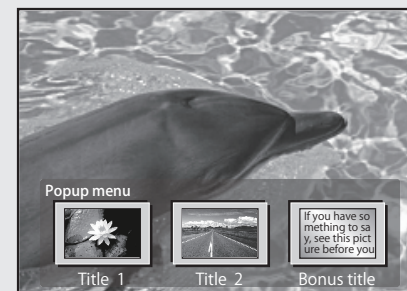 Popup menu
If you have so
mething to sa
y, see this pict
ure before you
Title 1
Title 2
Bonus title